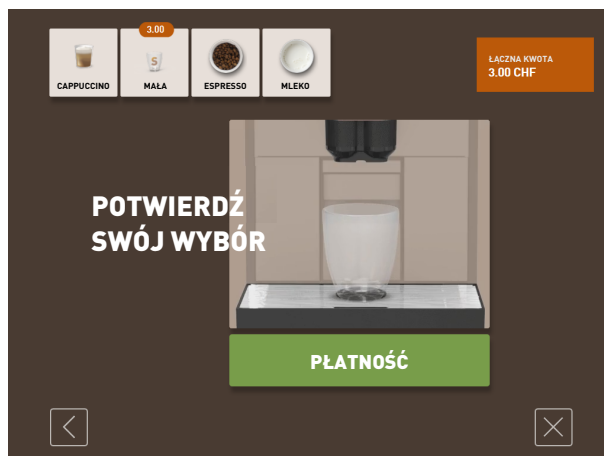 3.00
S
CAPPUCCINO
MAŁA
ESPRESSO
MLEKO
ŁĄCZNA KWOTA
3.00 CHF
POTWIERDŹ
SWÓJ WYBÓR
PŁATNOŚĆ